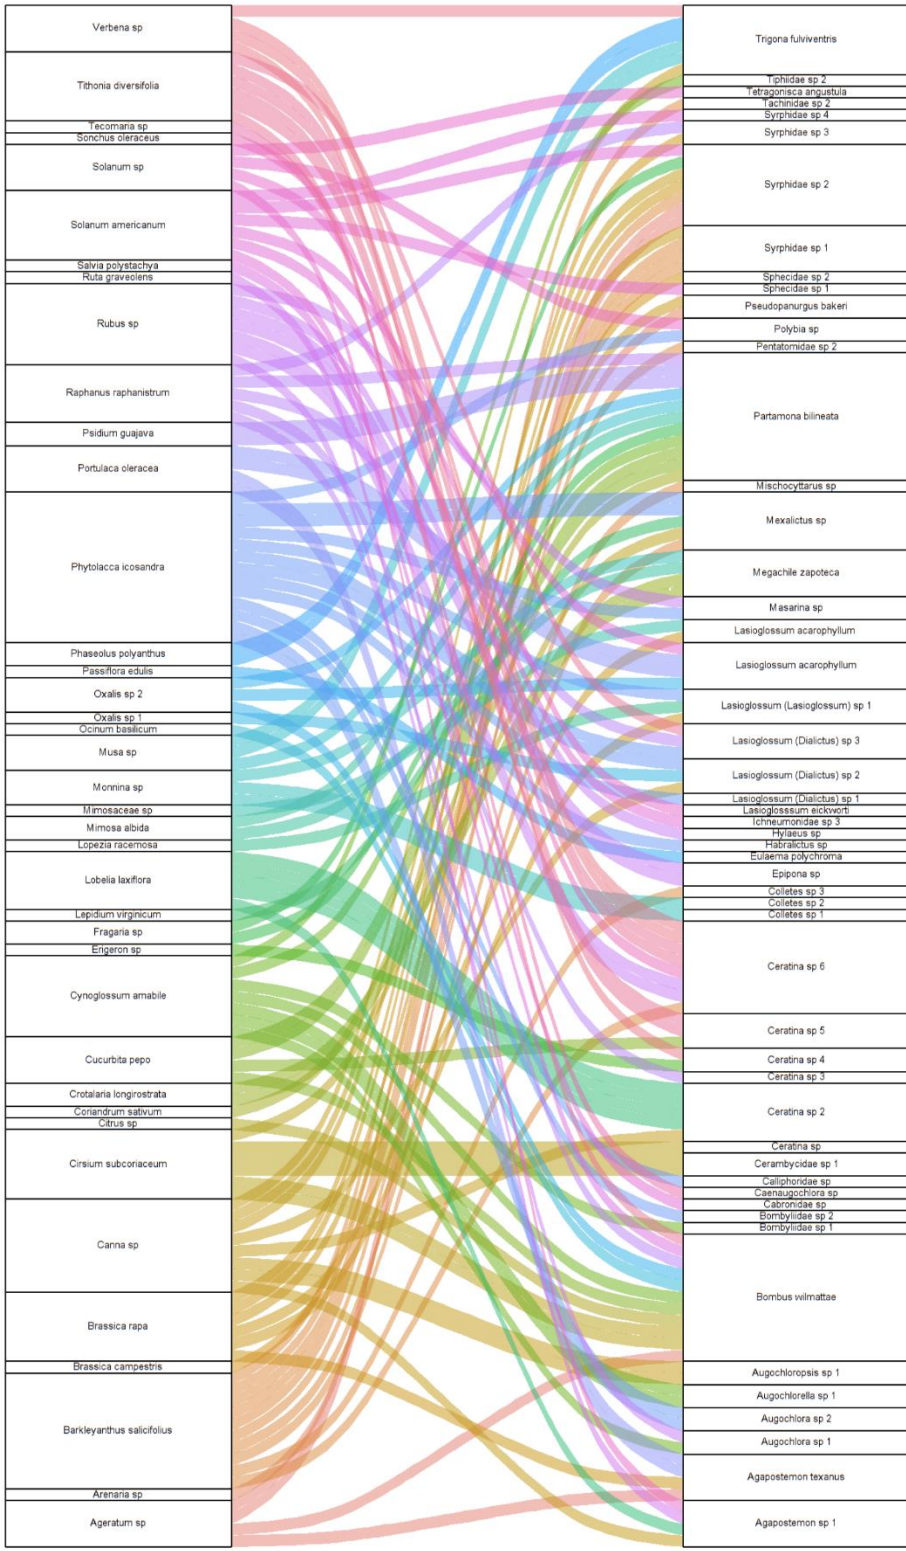 Verbena sp
Tithonia diversifolia
Tecomaria sp
Sonchus oleraceus
Solanum sp
Solanum americanum
Salvia polystachya
Ruta graveolens
Rubus sp
Raphanus raphanistrum
Psidium guajava
Portulaca oleracea
Phytolacca icosandra
Phaseolus polyanthus
Passiflora edulis
Oxalis sp 2
Oxalis sp 1
Ocinum basilicum
Musa sp
Monnina sp
Mimosaceae sp
Mimosa albida
Lopezia racemosa
Lobelia laxiflora
Lepidium virginicum
Fragaria sp
Erigeron sp
Cynoglossum amabile
Cucurbita pepo
Crotalaria longirostrata
Coriandrum sativum
Citrus sp
Cirsium subcoriaceum
Canna sp
Brassica rapa
Brassica campestris
Barkleyanthus salicifolius
Arenaria sp
Ageratum sp
Trigona fulviventris
Tiphiidae sp 2
Tetragonisca angustula
Tachinidae sp 2
Syrphidae sp 4
Syrphidae sp 3
Syrphidae sp 2
Syrphidae sp 1
Sphecidae sp 2
Sphecidae sp 1
Pseudopanurgus bakeri
Polybia sp
Pentatomidae sp 2
Partamona bilineata
Mischocyttarus sp
Mexalictus sp
Megachile zapoteca
Masarina sp
Lasioglossum acarophyllum
Lasioglossum acarophyllum
Lasioglossum (Lasioglossum) sp 1
Lasioglossum (Dialictus) sp 3
Lasioglossum (Dialictus) sp 2
Lasioglossum (Dialictus) sp 1
Lasioglosssum eickworti
Ichneumonidae sp 3
Hylaeus sp
Habralictus sp
Eulaema polychroma
Epipona sp
Colletes sp 3
Colletes sp 2
Colletes sp 1
Ceratina sp 6
Ceratina sp 5
Ceratina sp 4
Ceratina sp 3
Ceratina sp 2
Ceratina sp
Cerambycidae sp 1
Calliphoridae sp
Caenaugochlora sp
Cabronidae sp
Bombyliidae sp 2
Bombyliidae sp 1
Bombus wilmattae
Augochloropsis sp 1
Augochlorella sp 1
Augochlora sp 2
Augochlora sp 1
Agapostemon texanus
Agapostemon sp 1